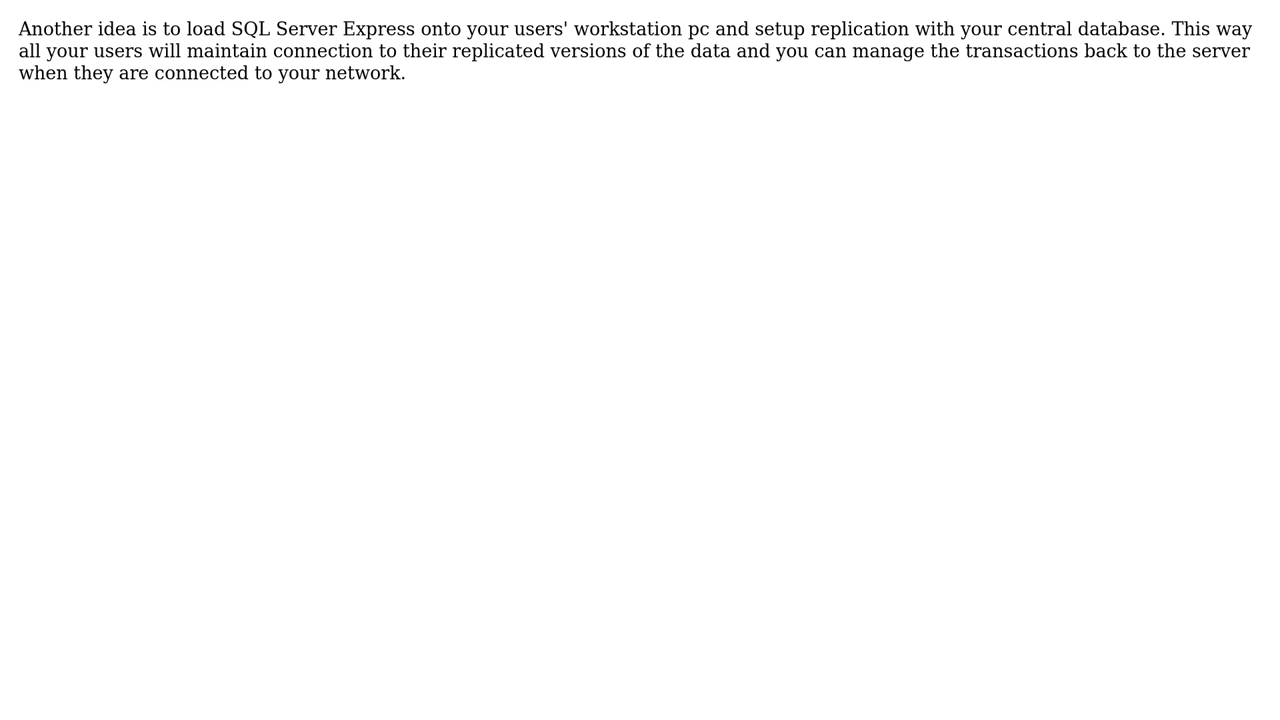 Another idea is to load SQL Server Express onto your users' workstation pc and setup replication with your central database. This way
all your users will maintain connection to their replicated versions of the data and you can manage the transactions back to the server
when they are connected to your network.